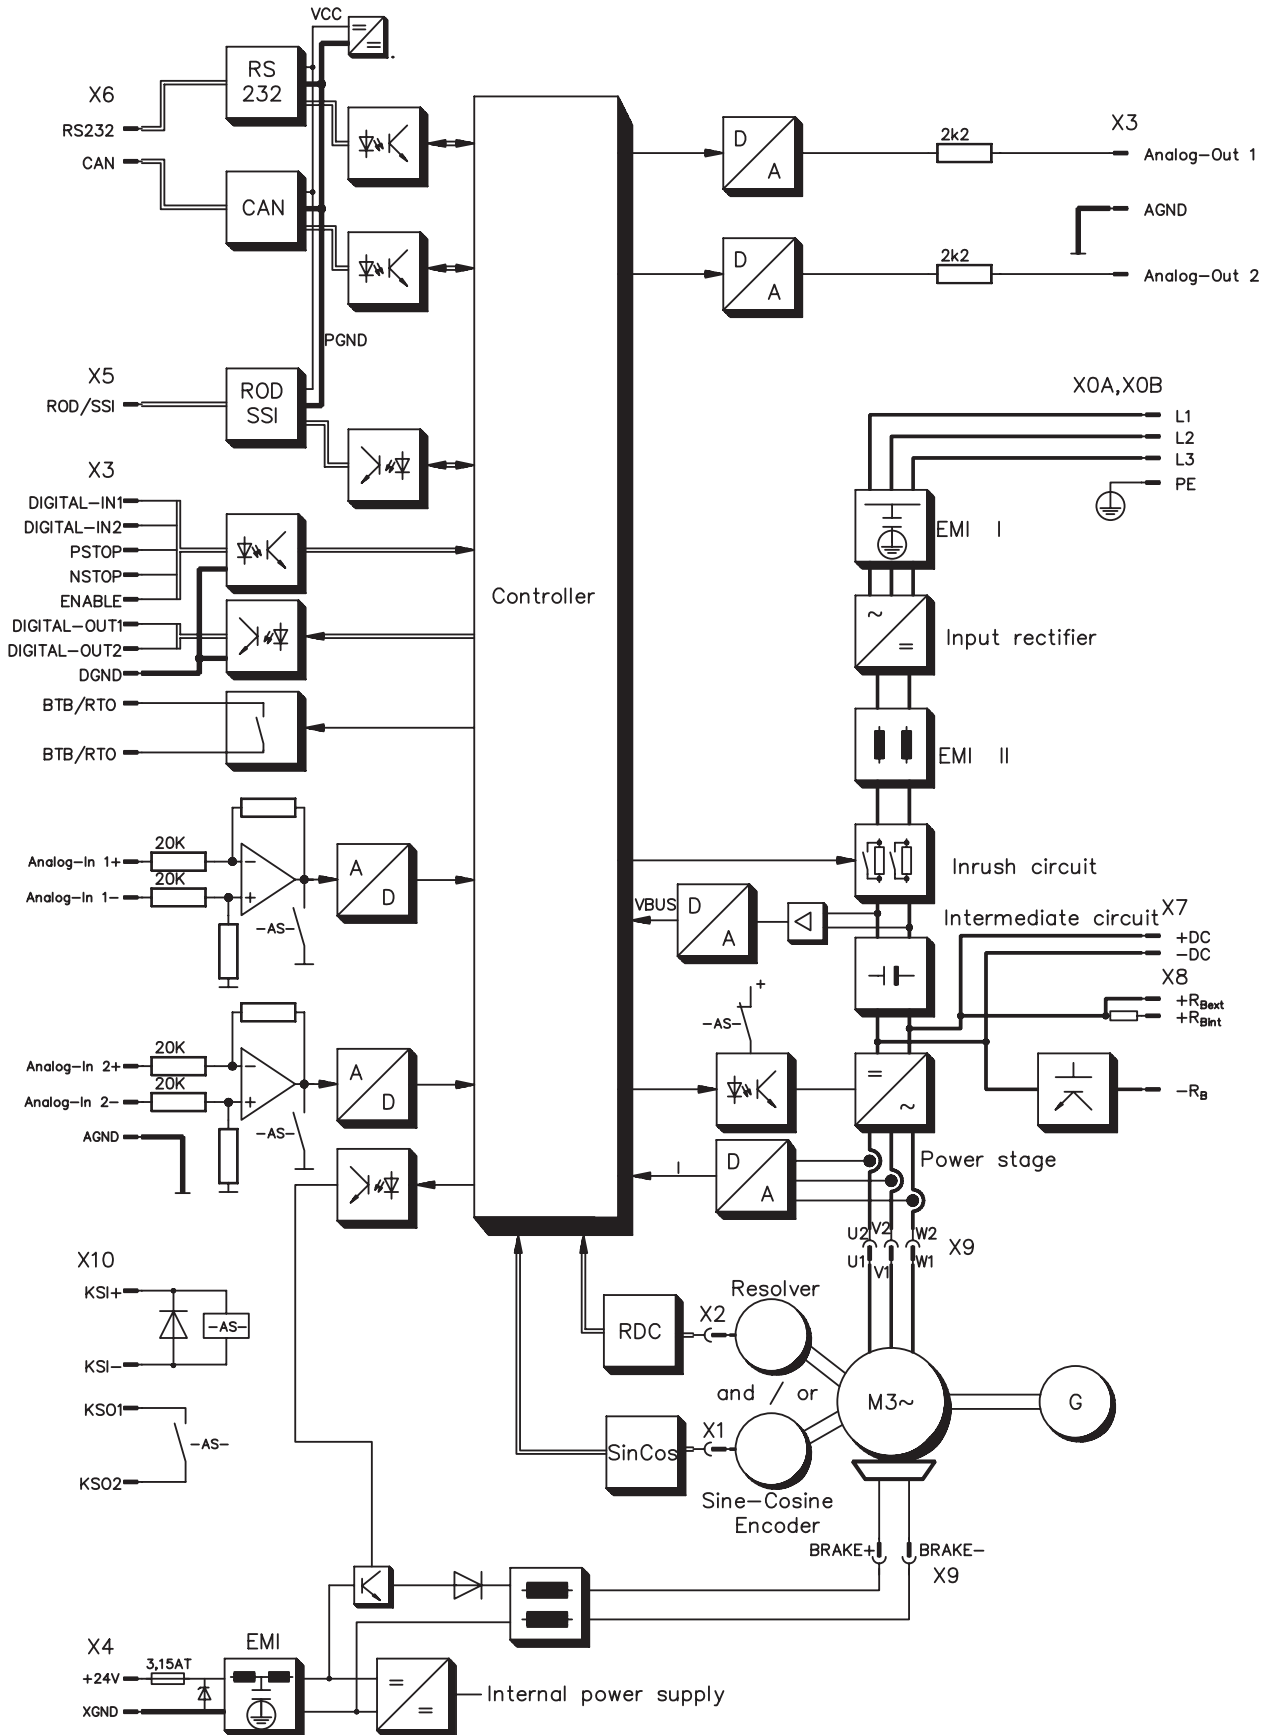 VCC
RS
232
X6
RS232
CAN
CAN
PGND
X5
ROD/SSI
ROD
SSI
X3
DIGITAL-IN1
DIGITAL-IN2
PSTOP
NSTOP
ENABLE
DIGITAL-OUT1
DIGITAL-OUT2
DGND
BTB/RTO
BTB/RTO
20K
Analog-In 1+
20K
Analog-In 1-
-AS-
A
D
20K
Analog-In 2+
20K
Analog-In 2-
-AS-
A
D
AGND
Controller
D
A
2k2
X3
Analog-Out 1
AGND
D
A
2k2
Analog-Out 2
X0A,X0B
L1
L2
L3
PE
EMI I
~
=
Input rectifier
EMI II
Inrush circuit
VBUS
D
A
Intermediate circuit
X7
+DC
-DC
X8
+RBext
+RBint
-RB
+
-AS-
=
~
Power stage
I
D
A
U2
V2
W2
U1
V1
W1
X9
X10
KSI+
-AS-
KSI-
KSO1
-AS-
KSO2
Resolver
X2
RDC
and / or
M3~
G
X1
SinCos
Sine-Cosine
Encoder
BRAKE+
BRAKE-
X9
X4
EMI
+24V
3,15AT
XGND
=
=
Internal power supply